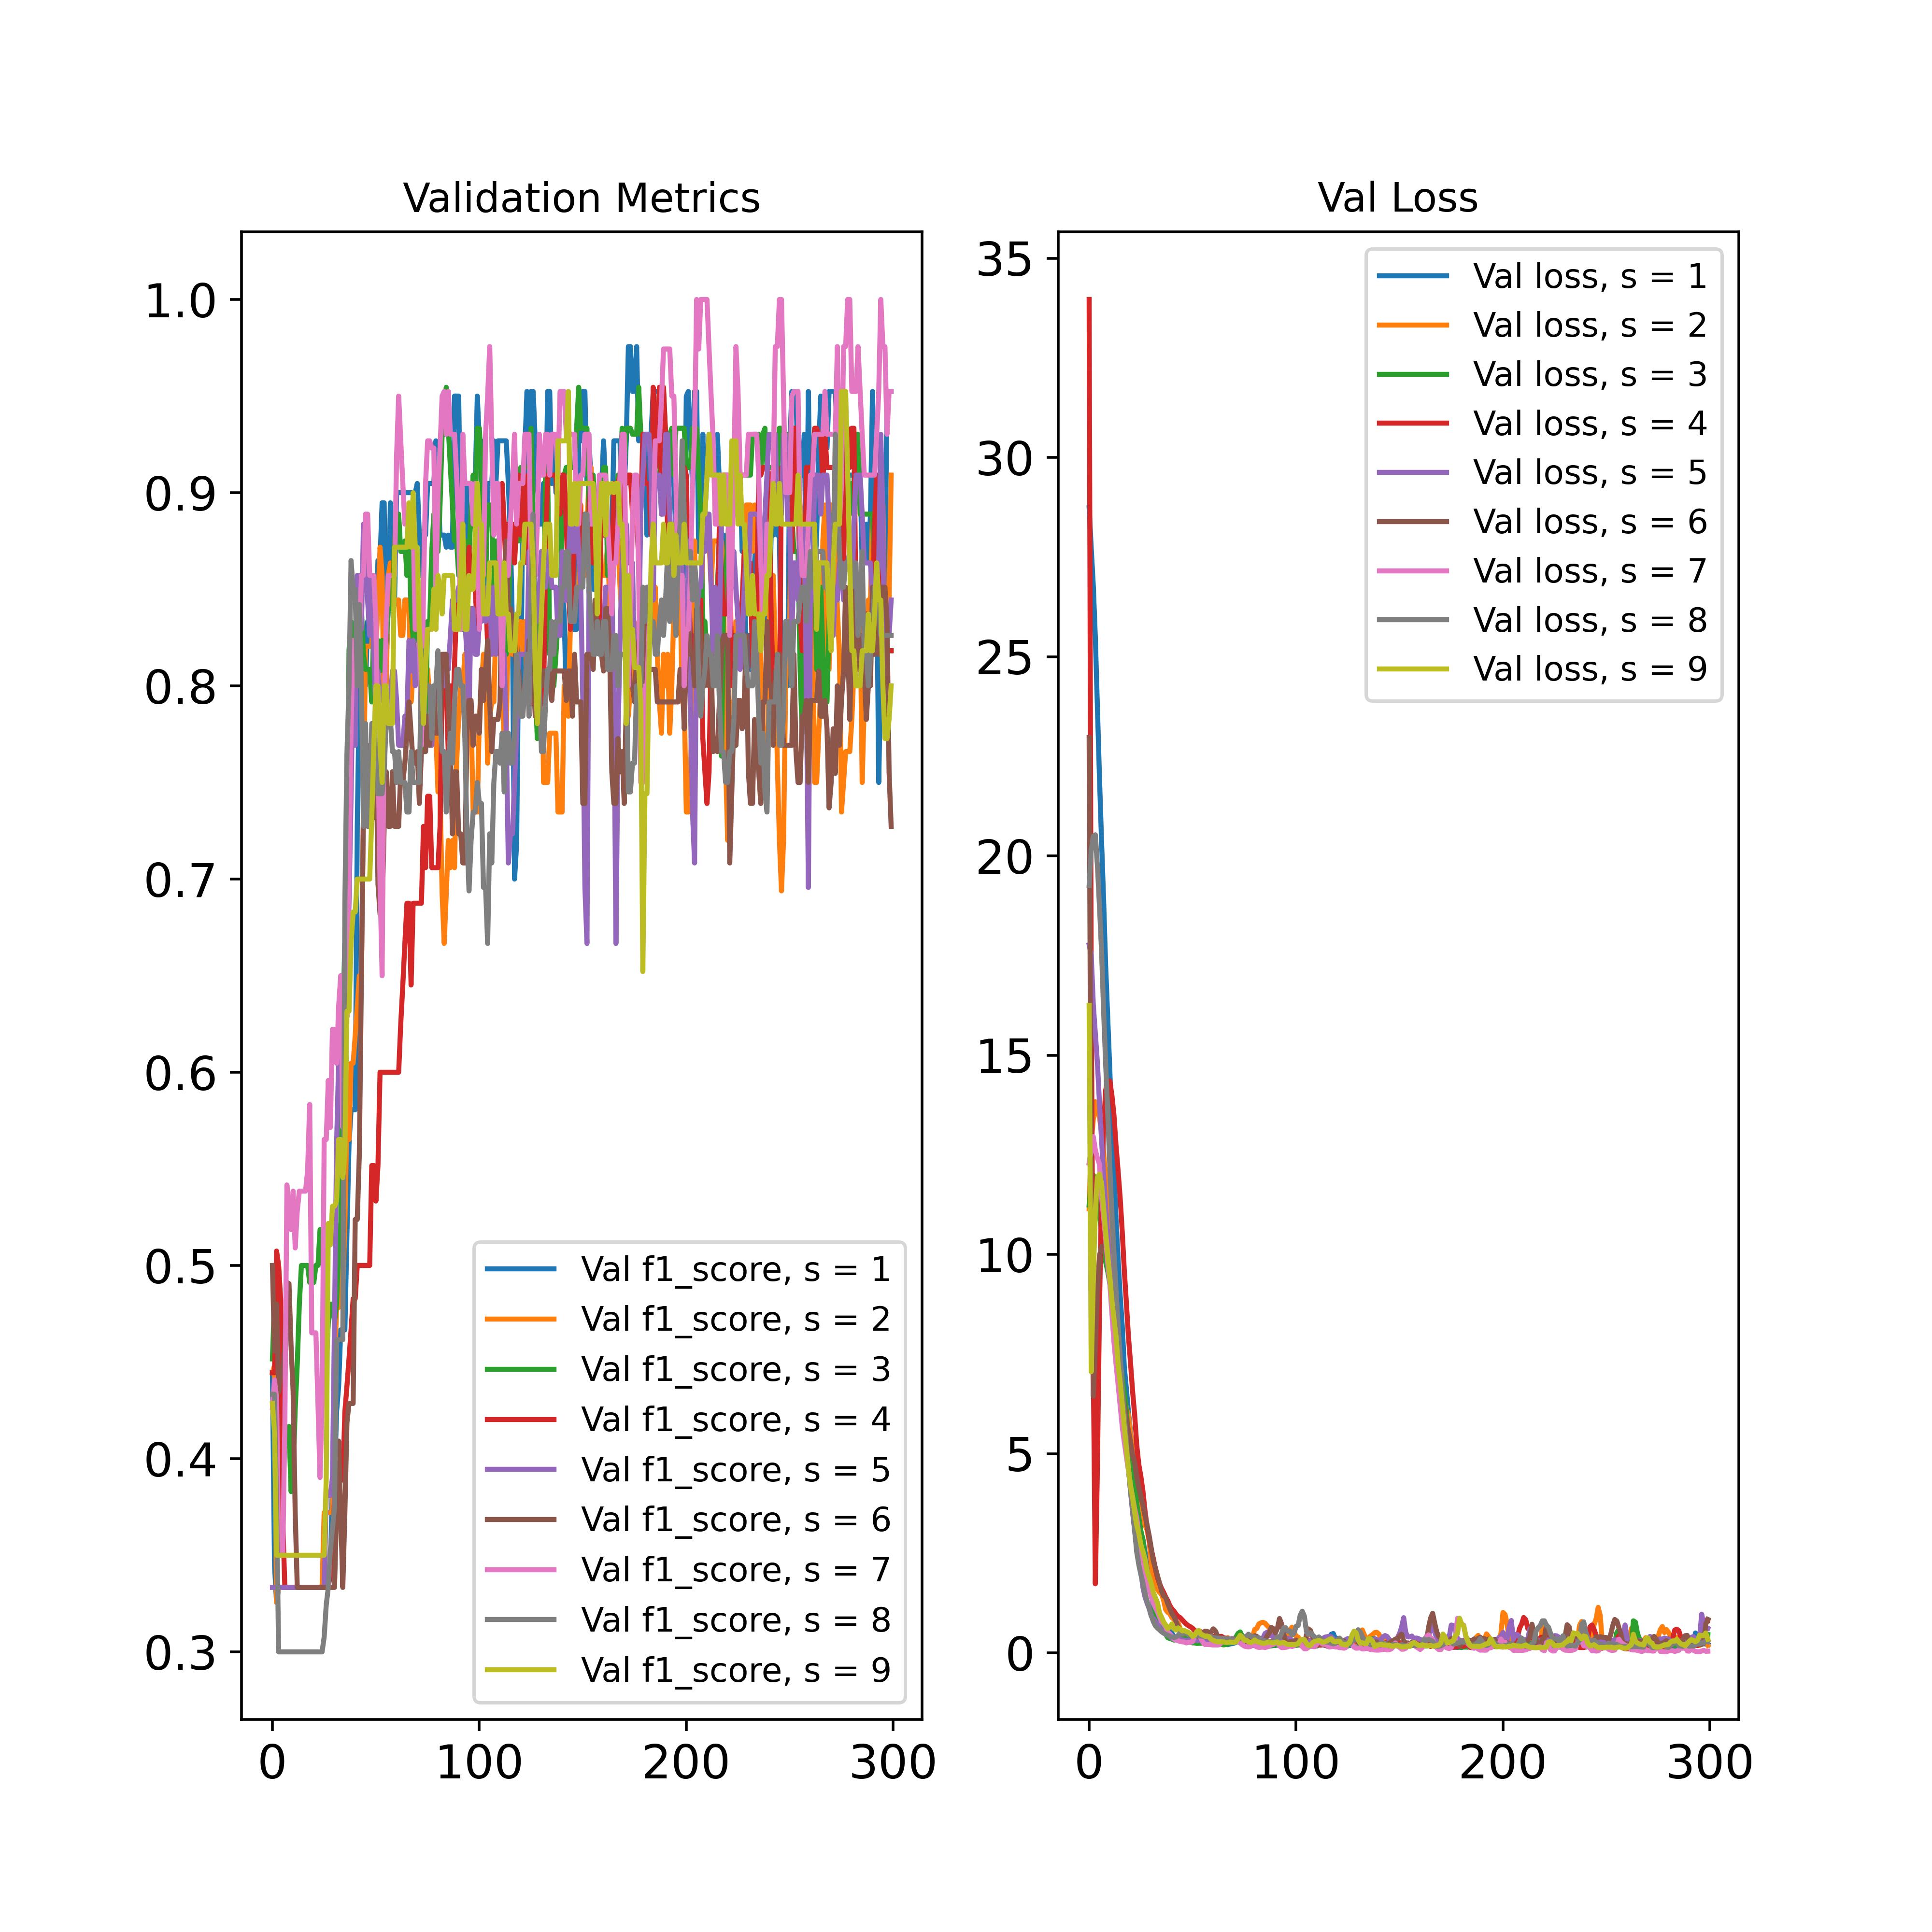 Validation Metrics
1.0
0.9
0.8
0.7
0.6
0.5
0.4
0.3
0 100 200 300
Val f1_score, s = 1
Val f1_score, s = 2
Val f1_score, s = 3
Val f1_score, s = 4
Val f1_score, s = 5
Val f1_score, s = 6
Val f1_score, s = 7
Val f1_score, s = 8
Val f1_score, s = 9
Val Loss
35
30
25
20
15
10
5
0
0 100 200 300
Val loss, s = 1
Val loss, s = 2
Val loss, s = 3
Val loss, s = 4
Val loss, s = 5
Val loss, s = 6
Val loss, s = 7
Val loss, s = 8
Val loss, s = 9